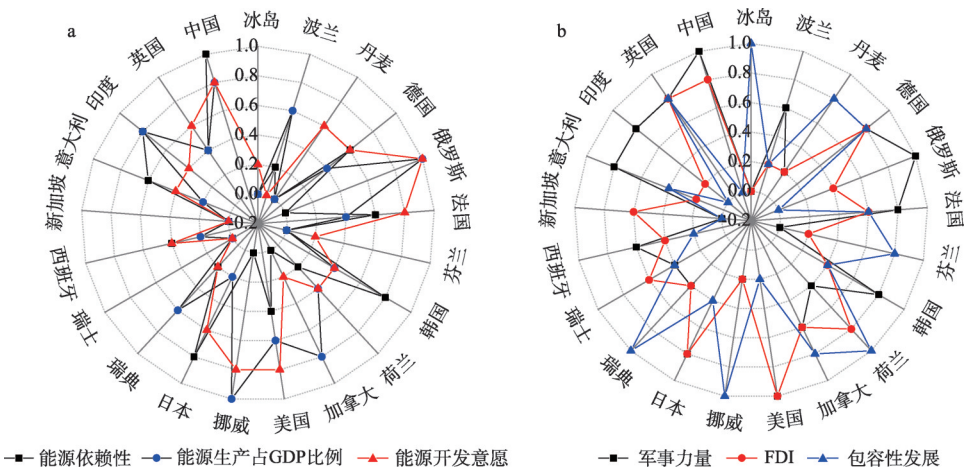 a
冰岛
波兰
丹麦
德国
俄罗斯
法国
芬兰
韩国
荷兰
加拿大
美国
挪威
日本
瑞典
瑞士
西班牙
新加坡
意大利
印度
英国
中国
1.0
0.8
0.6
0.4
0.2
0.0
-0.2
能源依赖性 能源生产占GDP比例 能源开发意愿
b
冰岛
波兰
丹麦
德国
俄罗斯
法国
芬兰
韩国
荷兰
加拿大
美国
挪威
日本
瑞典
瑞士
西班牙
新加坡
意大利
印度
英国
中国
1.0
0.8
0.6
0.4
0.2
0.0
-0.2
军事力量 FDI 包容性发展